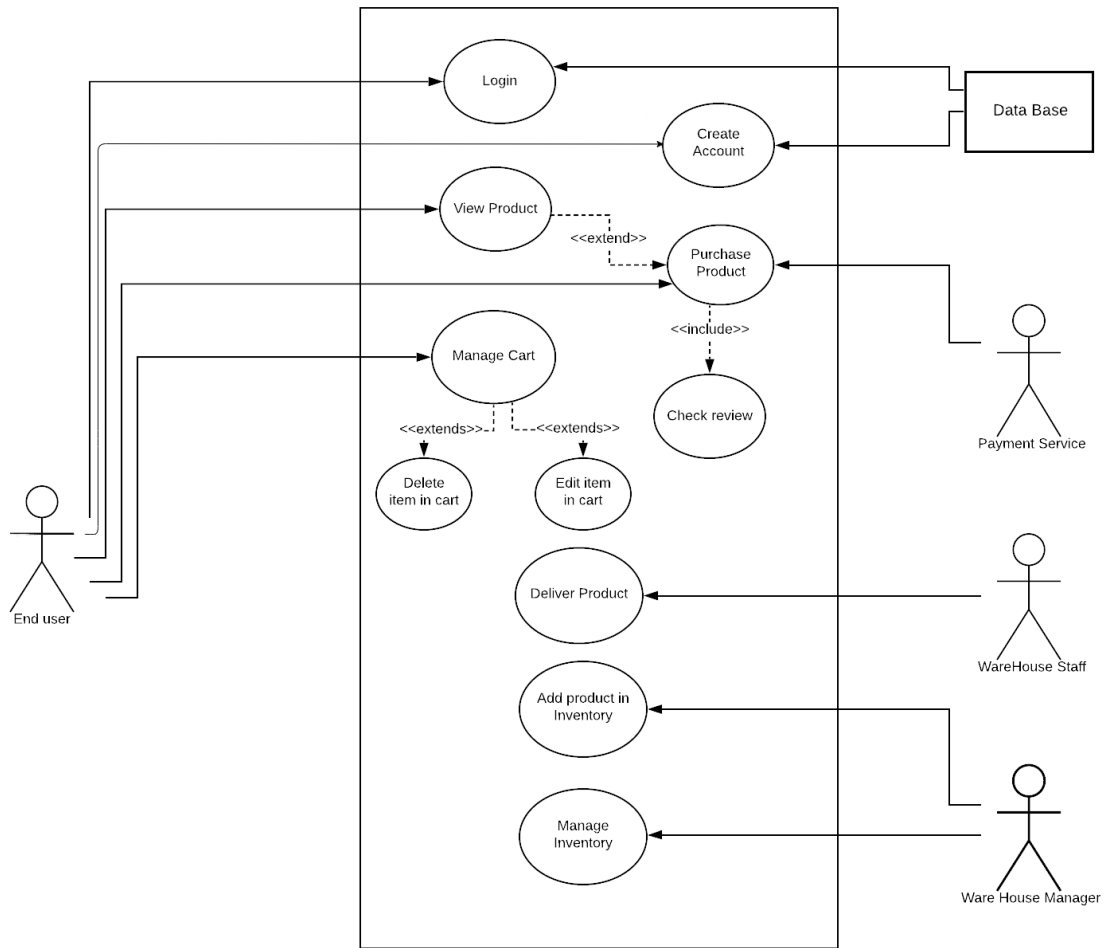 Login
Data Base
Create
Account
View Product
<<extend>>
Purchase
Product
<<include>>
Manage Cart
Check review
Payment Service
<<extends>>
<<extends>>
Delete
item in cart
Edit item
in cart
End user
Deliver Product
WareHouse Staff
Add product in
Inventory
Manage
Inventory
Ware House Manager